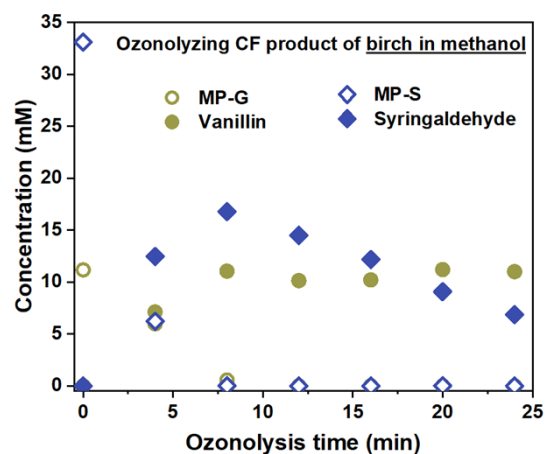 Ozonolyzing CF product of birch in methanol
MP-G MP-S
Vanillin Syringaldehyde
Concentration (mM)
35
30
25
20
15
10
5
0
0 5 10 15 20 25
Ozonolysis time (min)